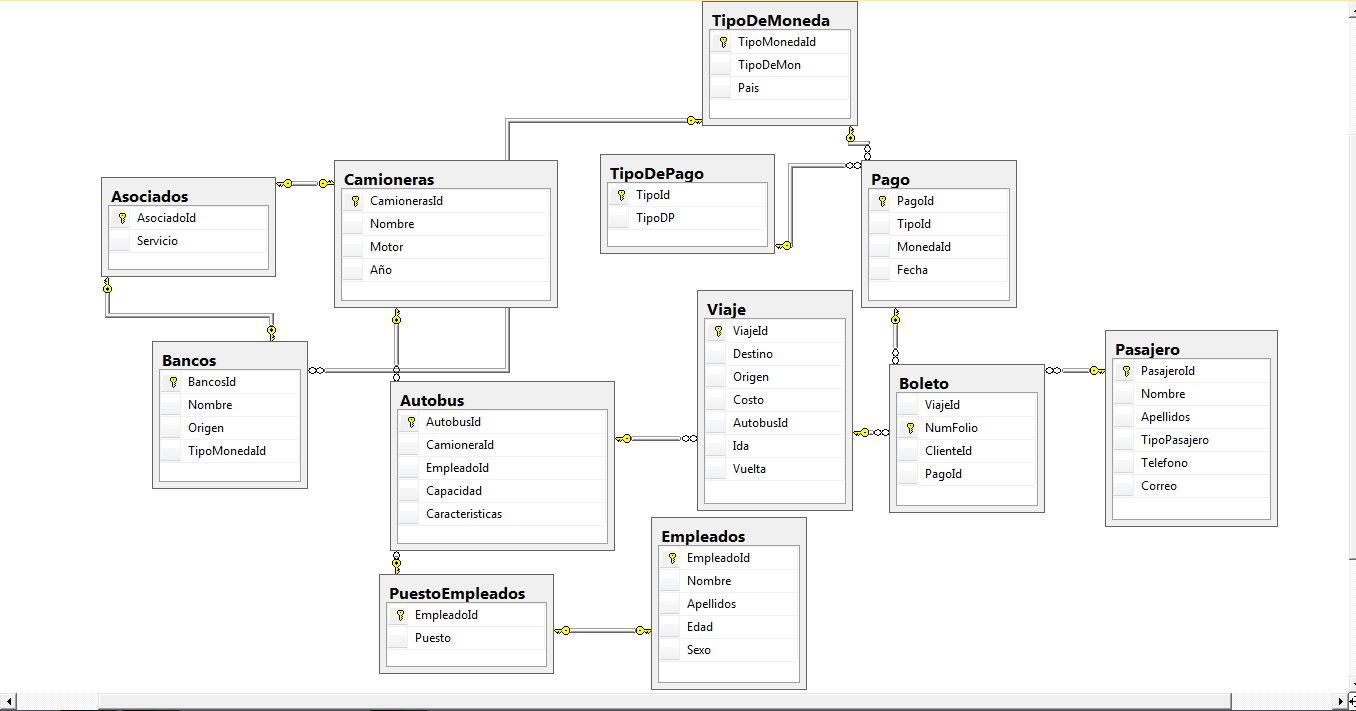 TipoDeMoneda
TipoMonedaId
TipoDeMon
Pais
Asociados
AsociadoId
Servicio
Camioneras
CamionerasId
Nombre
Motor
Año
TipoDePago
TipoId
TipoDP
Pago
PagoId
TipoId
MonedaId
Fecha
Bancos
BancosId
Nombre
Origen
TipoMonedaId
Autobus
AutobusId
CamioneraId
EmpleadoId
Capacidad
Caracteristicas
Viaje
ViajeId
Destino
Origen
Costo
AutobusId
Ida
Vuelta
Boleto
ViajeId
NumFolio
ClienteId
PagoId
Pasajero
PasajeroId
Nombre
Apellidos
TipoPasajero
Telefono
Correo
PuestoEmpleados
EmpleadoId
Puesto
Empleados
EmpleadoId
Nombre
Apellidos
Edad
Sexo